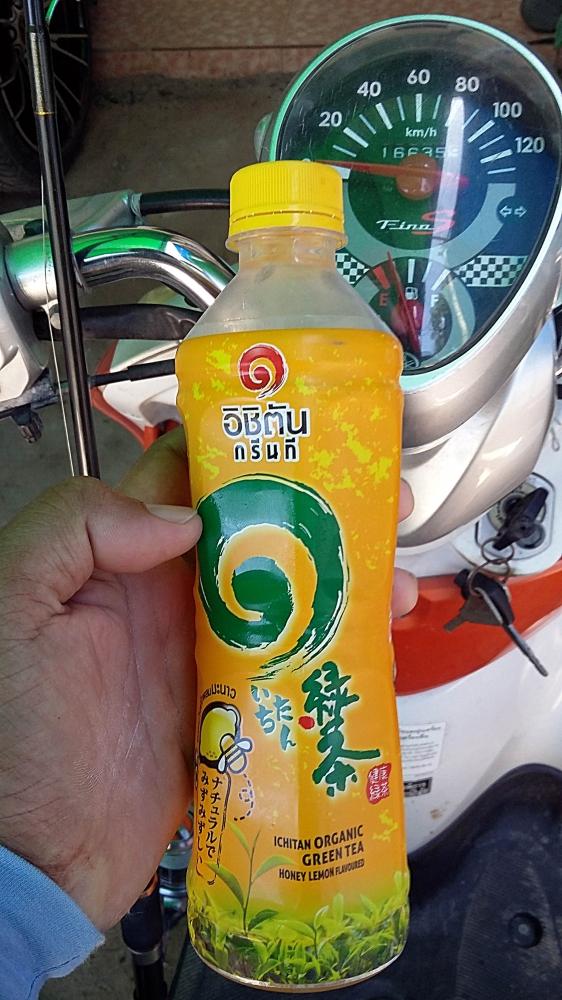 20
40
60
80
100
120
km/h
Fino S
E
F
อิชิตัน
กรีนที
いちたん
緑茶
ナチュラルで
みずみずしい
ICHITAN ORGANIC
GREEN TEA
HONEY LEMON FLAVOURED